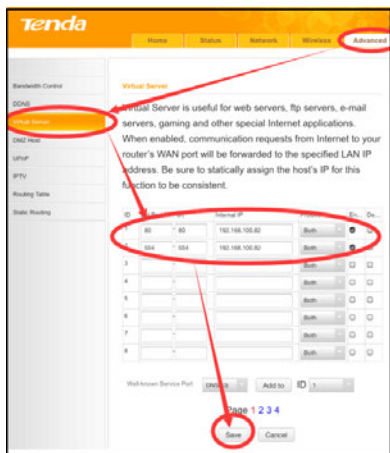 Tenda
Home Status Network Wireless Advanced
Bandwidth Control
DDNS
Virtual Server
DMZ Host
UPnP
IPTV
Routing Table
Static Routing
Virtual Server
Virtual Server is useful for web servers, ftp servers, e-mail
servers, gaming and other special Internet applications.
When enabled, communication requests from Internet to your
router's WAN port will be forwarded to the specified LAN IP
address. Be sure to statically assign the host's IP for this
function to be consistent.
ID Internal IP En... De...
1 80 - 80 192.168.100.82 Both
2 554 - 554 192.168.100.82 Both
3 - Both
4 - Both
5 - Both
6 - Both
7 - Both
8 - Both
Well-known Service Port Add to ID 1
Page 1 2 3 4
Save Cancel